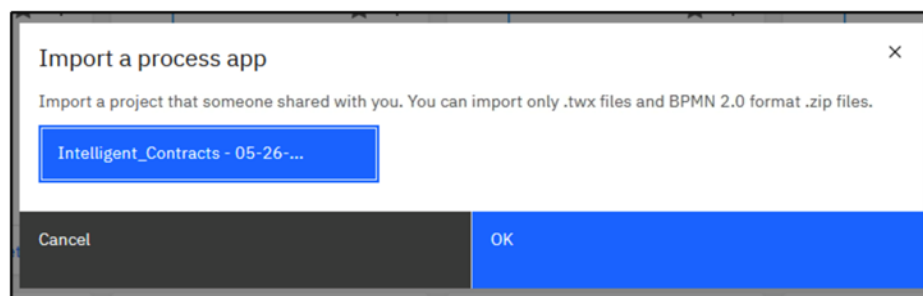 Import a process app
Import a project that someone shared with you. You can import only .twx files and BPMN 2.0 format .zip files.
Intelligent_Contracts - 05-26-...
Cancel
OK